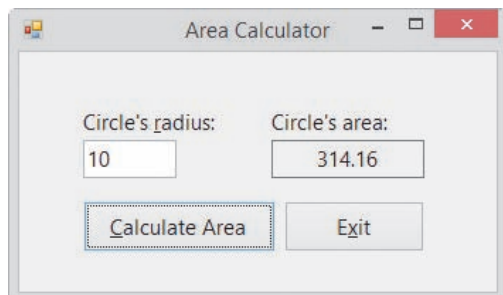 Area Calculator
Circle's radius: Circle's area:
10 314.16
Calculate Area Exit